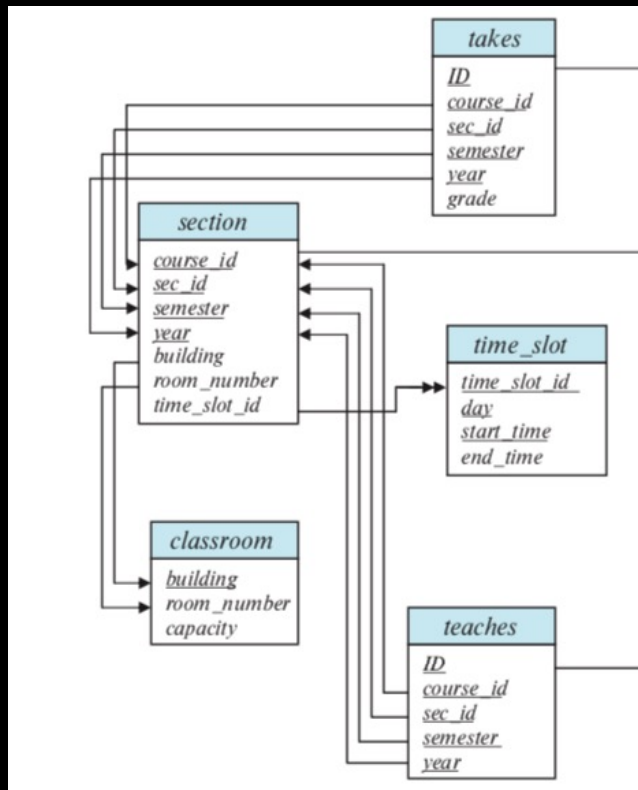 takes
ID
course_id
sec_id
semester
year
grade
section
course_id
sec_id
semester
year
building
room_number
time_slot_id
time_slot
time_slot_id
day
start_time
end_time
classroom
building
room_number
capacity
teaches
ID
course_id
sec_id
semester
year